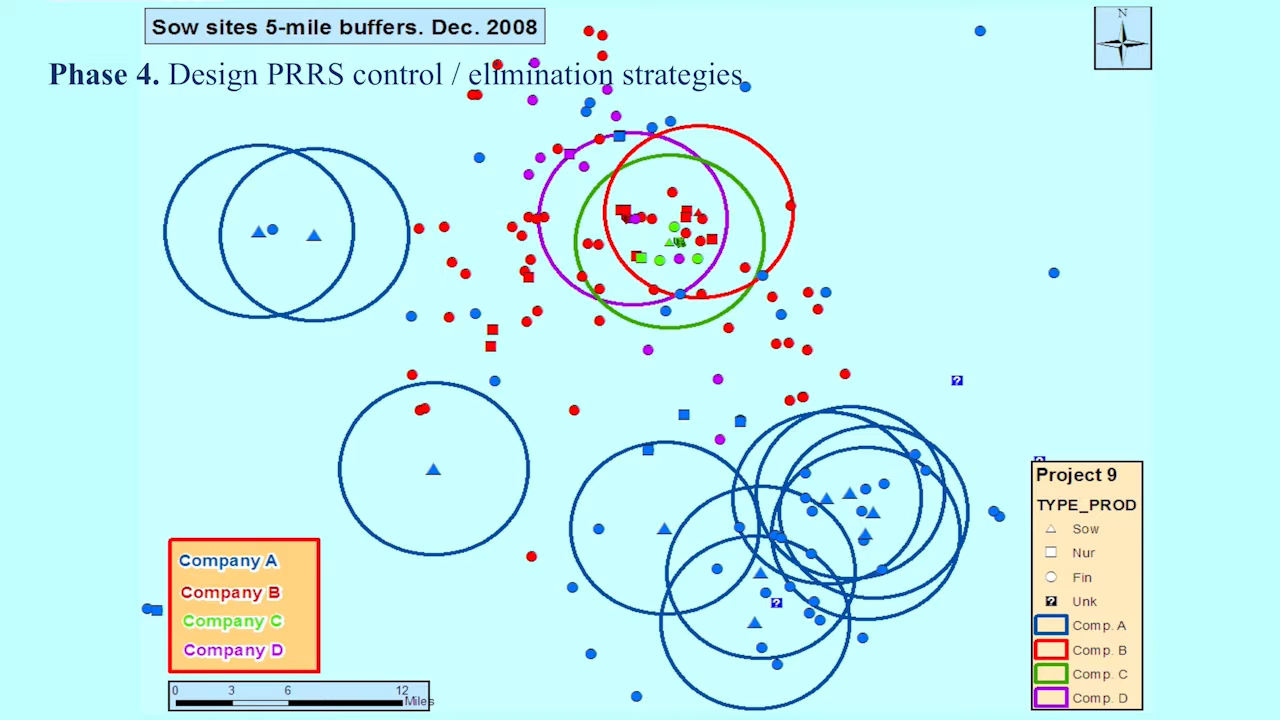 Sow sites 5-mile buffers. Dec. 2008
N
Phase 4. Design PRRS control / elimination strategies
?
?
?
Project 9
TYPE_PROD
Sow
Nur
Fin
? Unk
Comp. A
Comp. B
Comp. C
Comp. D
Company A
Company B
Company C
Company D
0 3 6 12
Miles